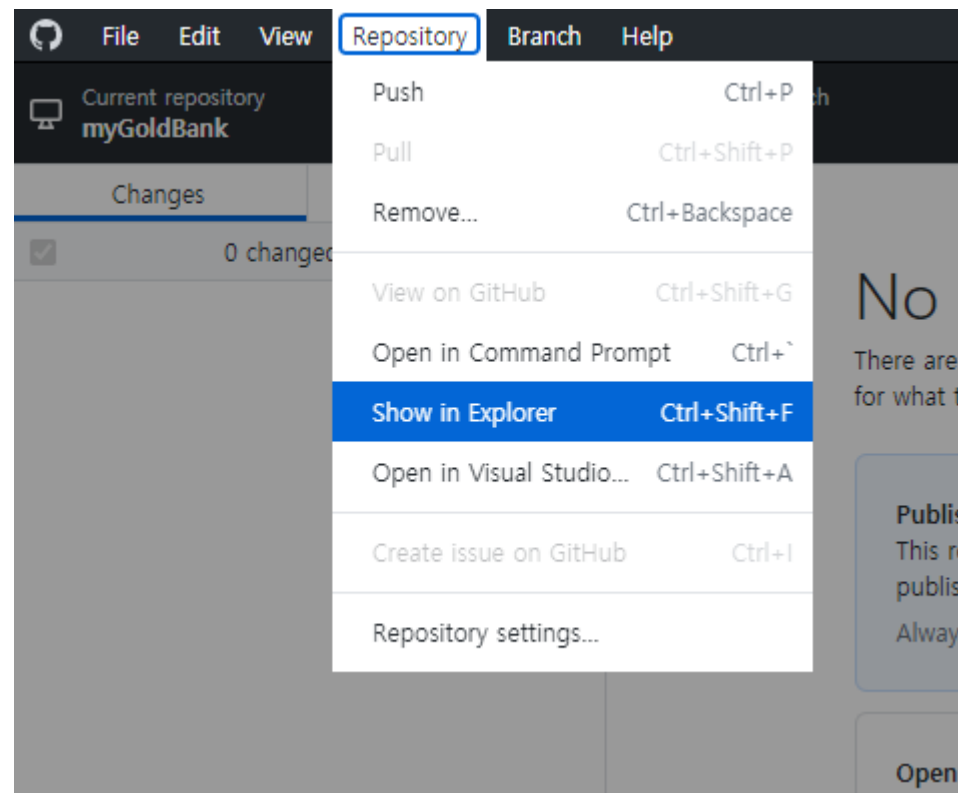 File Edit View Repository Branch Help
Current repository
myGoldBank
Changes
0 changed
Push Ctrl+P
Pull Ctrl+Shift+P
Remove... Ctrl+Backspace
View on GitHub Ctrl+Shift+G
Open in Command Prompt Ctrl+`
Show in Explorer Ctrl+Shift+F
Open in Visual Studio... Ctrl+Shift+A
Create issue on GitHub Ctrl+I
Repository settings...
No
There are
for what
This
Open